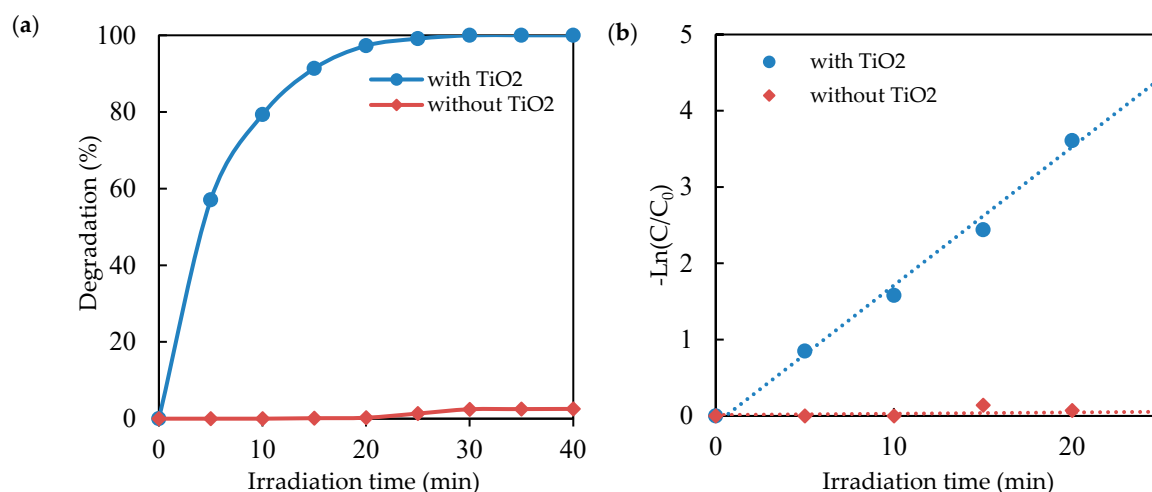 (a)
100
80
60
40
20
0
Degradation (%)
with TiO2
without TiO2
0 10 20 30 40
Irradiation time (min)
(b)
5
4
3
2
1
0
-Ln(C/C₀)
with TiO2
without TiO2
0 10 20
Irradiation time (min)